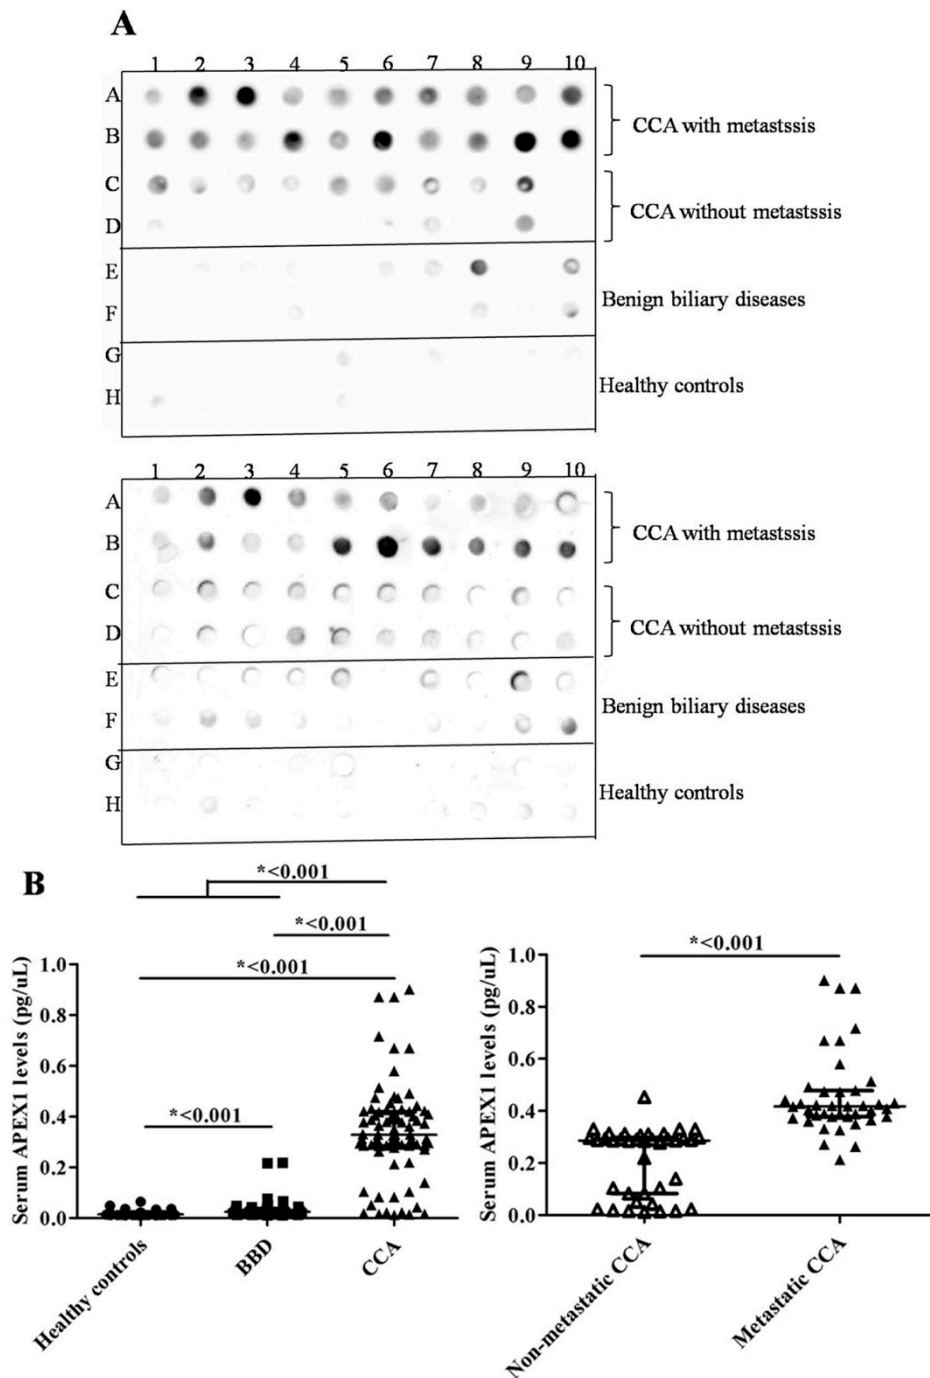 A
1 2 3 4 5 6 7 8 9 10
A
CCA with metastssis
B
C
CCA without metastssis
D
E
Benign biliary diseases
F
G
Healthy controls
H
1 2 3 4 5 6 7 8 9 10
A
CCA with metastssis
B
C
CCA without metastssis
D
E
Benign biliary diseases
F
G
Healthy controls
H
B
*<0.001
*<0.001
*<0.001
*<0.001
Serum APEX1 levels (pg/uL)
1.0
0.8
0.6
0.4
0.2
0.0
Healthy controls
BBD
CCA
*<0.001
Serum APEX1 levels (pg/uL)
1.0
0.8
0.6
0.4
0.2
0.0
Non-metastatic CCA
Metastatic CCA